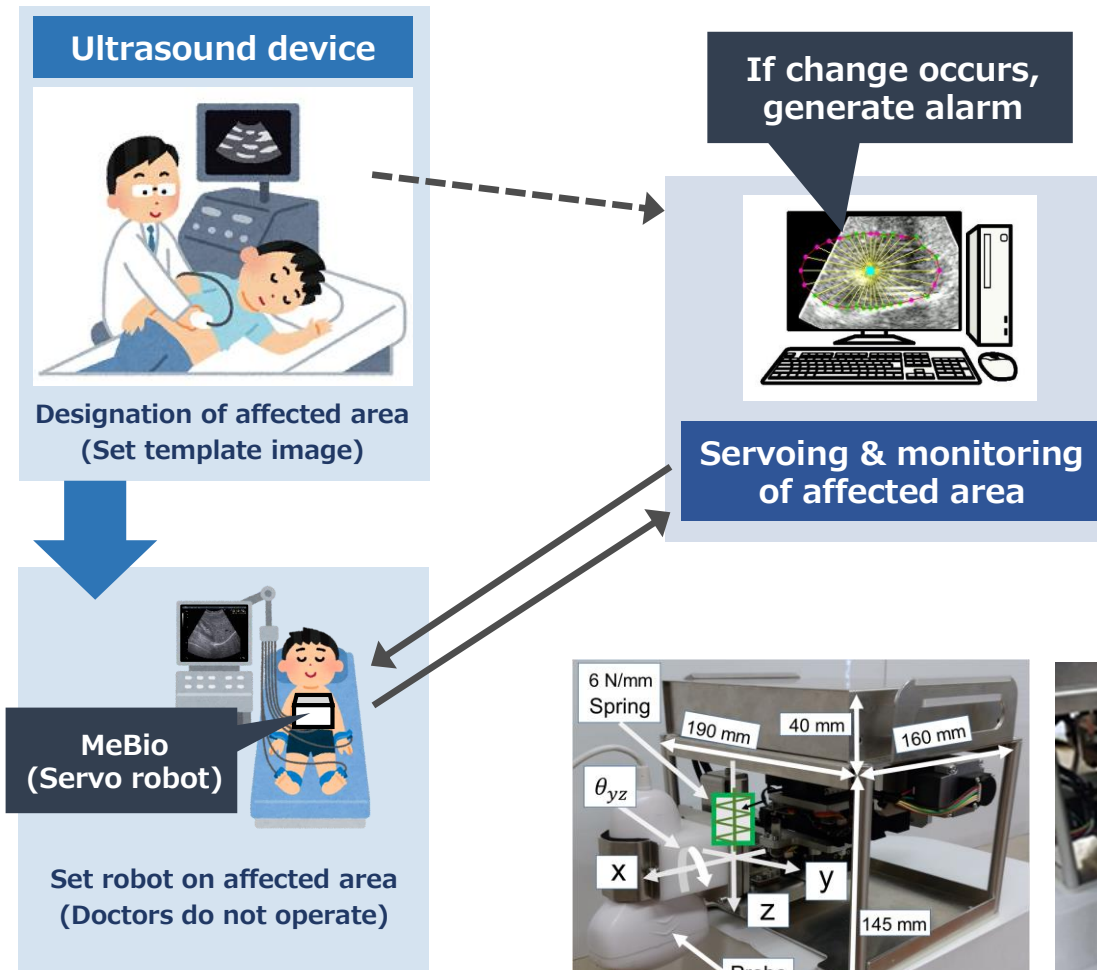 Ultrasound device
If change occurs,
generate alarm
Designation of affected area
(Set template image)
Servoing & monitoring
of affected area
MeBio
(Servo robot)
Set robot on affected area
(Doctors do not operate)
6 N/mm
Spring
190 mm
40 mm
160 mm
θyz
x
y
z
145 mm
Probe